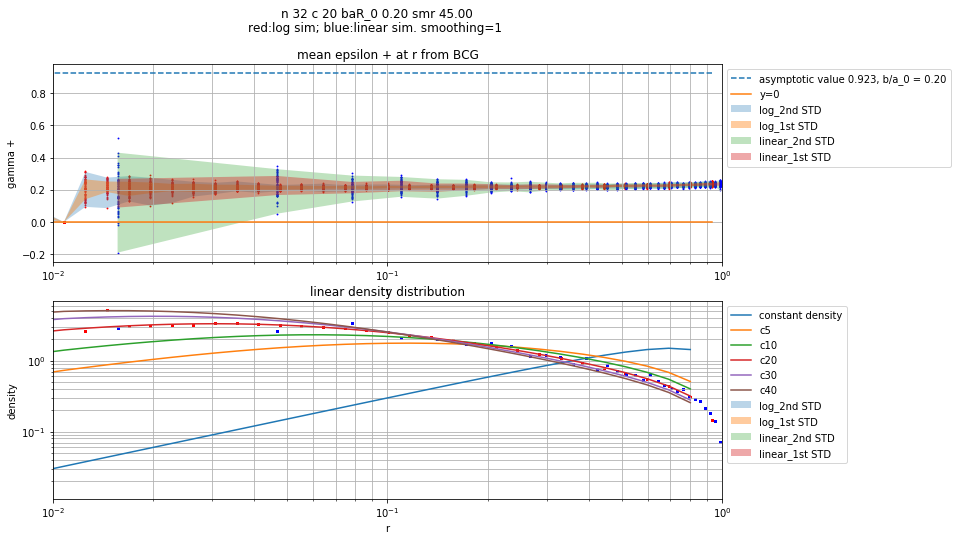 n 32 c 20 baR_0 0.20 smr 45.00
red:log sim; blue:linear sim. smoothing=1
mean epsilon + at r from BCG
gamma +
0.8
0.6
0.4
0.2
0.0
−0.2
10⁻²
10⁻¹
10⁰
asymptotic value 0.923, b/a_0 = 0.20
y=0
log_2nd STD
log_1st STD
linear_2nd STD
linear_1st STD
linear density distribution
density
10⁰
10⁻¹
10⁻²
10⁻¹
10⁰
r
constant density
c5
c10
c20
c30
c40
log_2nd STD
log_1st STD
linear_2nd STD
linear_1st STD